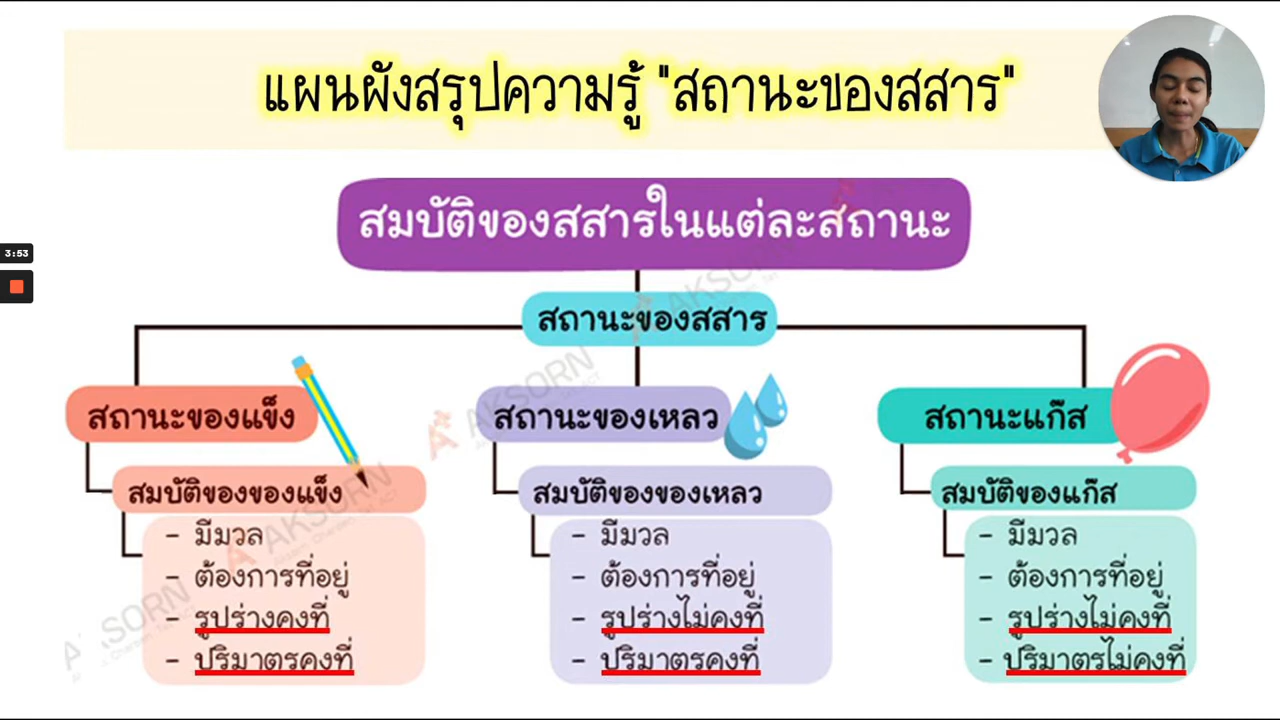 แผนผังสรุปความรู้ "สถานะของสสาร"
สมบัติของสสารในแต่ละสถานะ
3:53
สถานะของสสาร
สถานะของแข็ง
สถานะของเหลว
สถานะแก๊ส
สมบัติของของแข็ง
- มีมวล
- ต้องการที่อยู่
- รูปร่างคงที่
- ปริมาตรคงที่
สมบัติของของเหลว
- มีมวล
- ต้องการที่อยู่
- รูปร่างไม่คงที่
- ปริมาตรคงที่
สมบัติของแก๊ส
- มีมวล
- ต้องการที่อยู่
- รูปร่างไม่คงที่
- ปริมาตรไม่คงที่
AKSORN
AKSORN
AKSORN